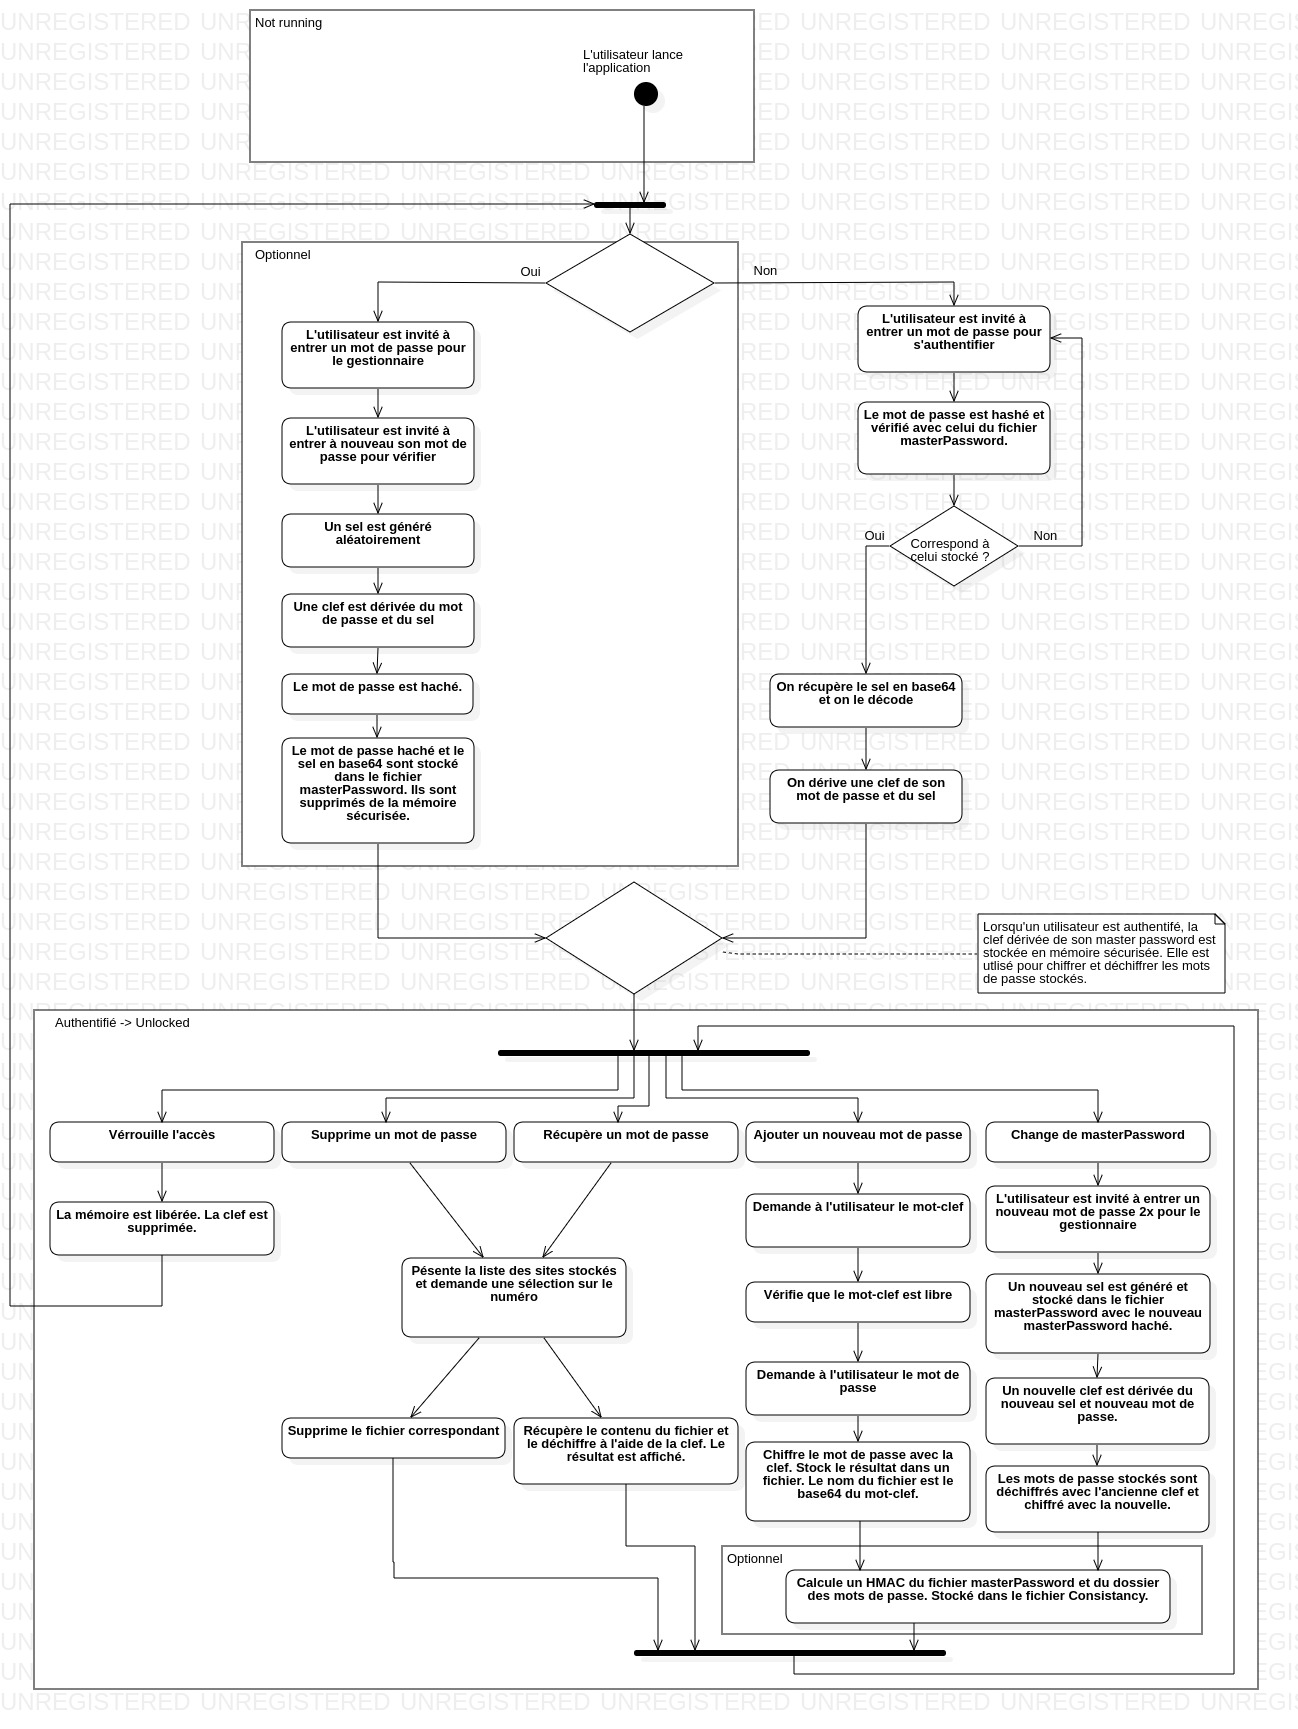 Not running
L'utilisateur lance
l'application
Optionnel
Oui
Non
L'utilisateur est invité à
entrer un mot de passe pour
le gestionnaire
L'utilisateur est invité à
entrer à nouveau son mot de
passe pour vérifier
Un sel est généré
aléatoirement
Une clef est dérivée du mot
de passe et du sel
Le mot de passe est haché.
Le mot de passe haché et le
sel en base64 sont stocké
dans le fichier
masterPassword. Ils sont
supprimés de la mémoire
sécurisée.
L'utilisateur est invité à
entrer un mot de passe pour
s'authentifier
Le mot de passe est hashé et
vérifié avec celui du fichier
masterPassword.
Oui
Correspond à
celui stocké ?
Non
On récupère le sel en base64
et on le décode
On dérive une clef de son
mot de passe et du sel
Lorsqu'un utilisateur est authentifé, la
clef dérivée de son master password est
stockée en mémoire sécurisée. Elle est
utlisé pour chiffrer et déchiffrer les mots
de passe stockés.
Authentifié -> Unlocked
Vérrouille l'accès
Supprime un mot de passe
Récupère un mot de passe
Ajouter un nouveau mot de passe
Change de masterPassword
La mémoire est libérée. La clef est
supprimée.
Pésente la liste des sites stockés
et demande une sélection sur le
numéro
Supprime le fichier correspondant
Récupère le contenu du fichier et
le déchiffre à l'aide de la clef. Le
résultat est affiché.
Demande à l'utilisateur le mot-clef
Vérifie que le mot-clef est libre
Demande à l'utilisateur le mot de
passe
Chiffre le mot de passe avec la
clef. Stock le résultat dans un
fichier. Le nom du fichier est le
base64 du mot-clef.
L'utilisateur est invité à entrer un
nouveau mot de passe 2x pour le
gestionnaire
Un nouveau sel est généré et
stocké dans le fichier
masterPassword avec le nouveau
masterPassword haché.
Un nouvelle clef est dérivée du
nouveau sel et nouveau mot de
passe.
Les mots de passe stockés sont
déchiffrés avec l'ancienne clef et
chiffré avec la nouvelle.
Optionnel
Calcule un HMAC du fichier masterPassword et du dossier
des mots de passe. Stocké dans le fichier Consistancy.
UNREGISTERED